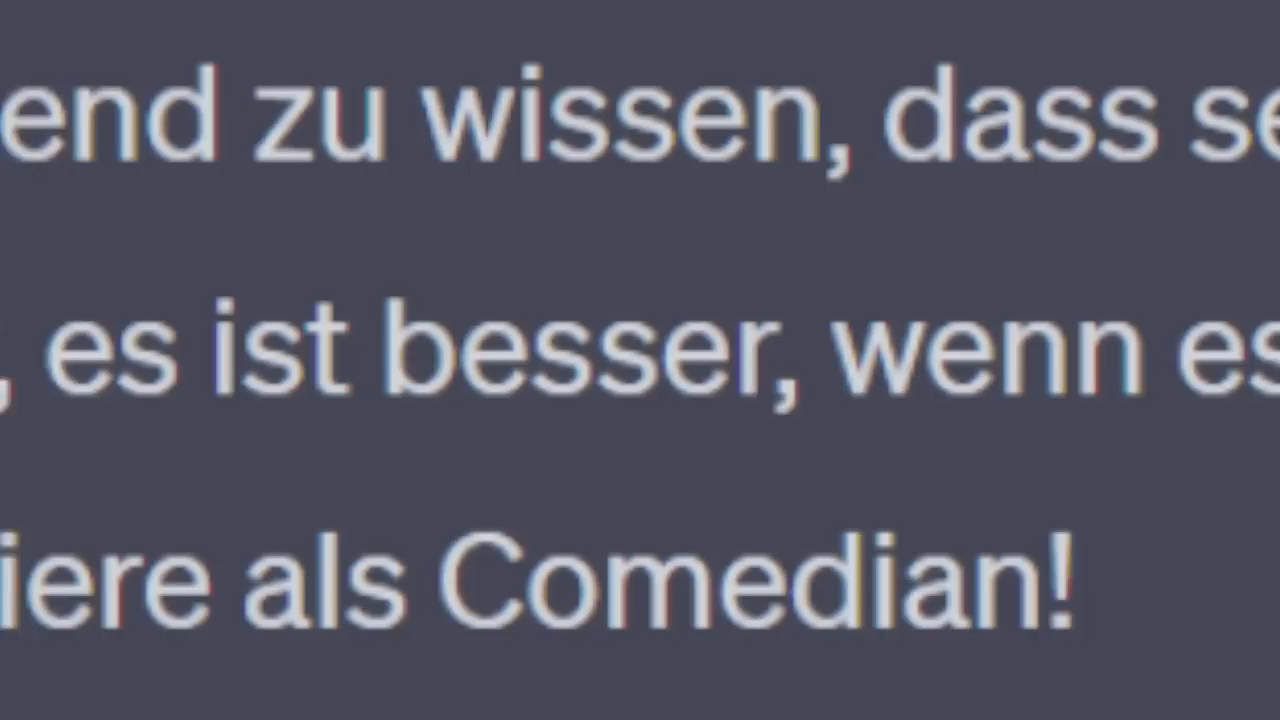 end zu wissen, dass se
, es ist besser, wenn es
iere als Comedian!